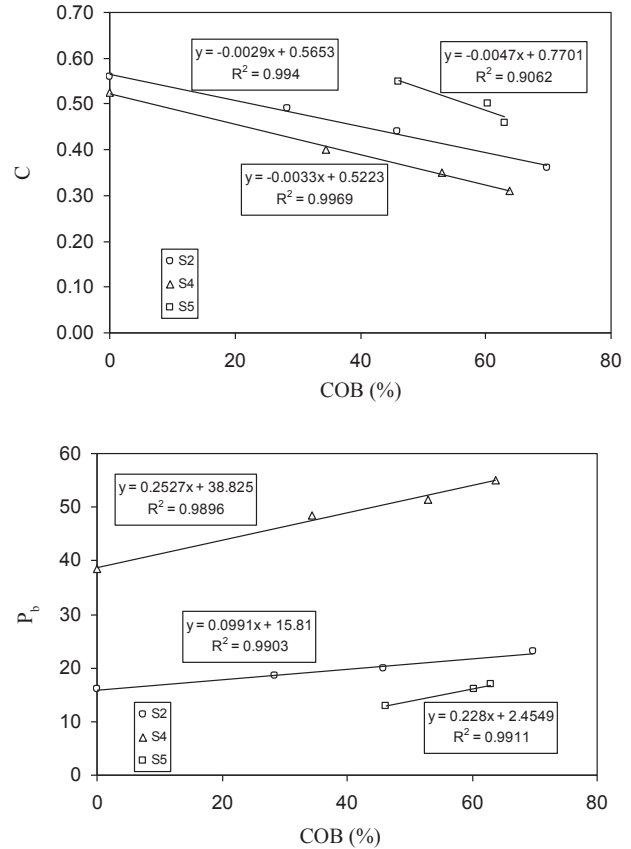 0.70
y = -0.0029x + 0.5653
R² = 0.994
y = -0.0047x + 0.7701
R² = 0.9062
0.60
0.50
0.40
y = -0.0033x + 0.5223
R² = 0.9969
C
0.30
0.20
S2
S4
S5
0.10
0.00
0 20 40 60 80
COB (%)
60
y = 0.2527x + 38.825
R² = 0.9896
50
40
30
P_b
y = 0.0991x + 15.81
R² = 0.9903
20
S2
S4
S5
10
y = 0.228x + 2.4549
R² = 0.9911
0
0 20 40 60 80
COB (%)